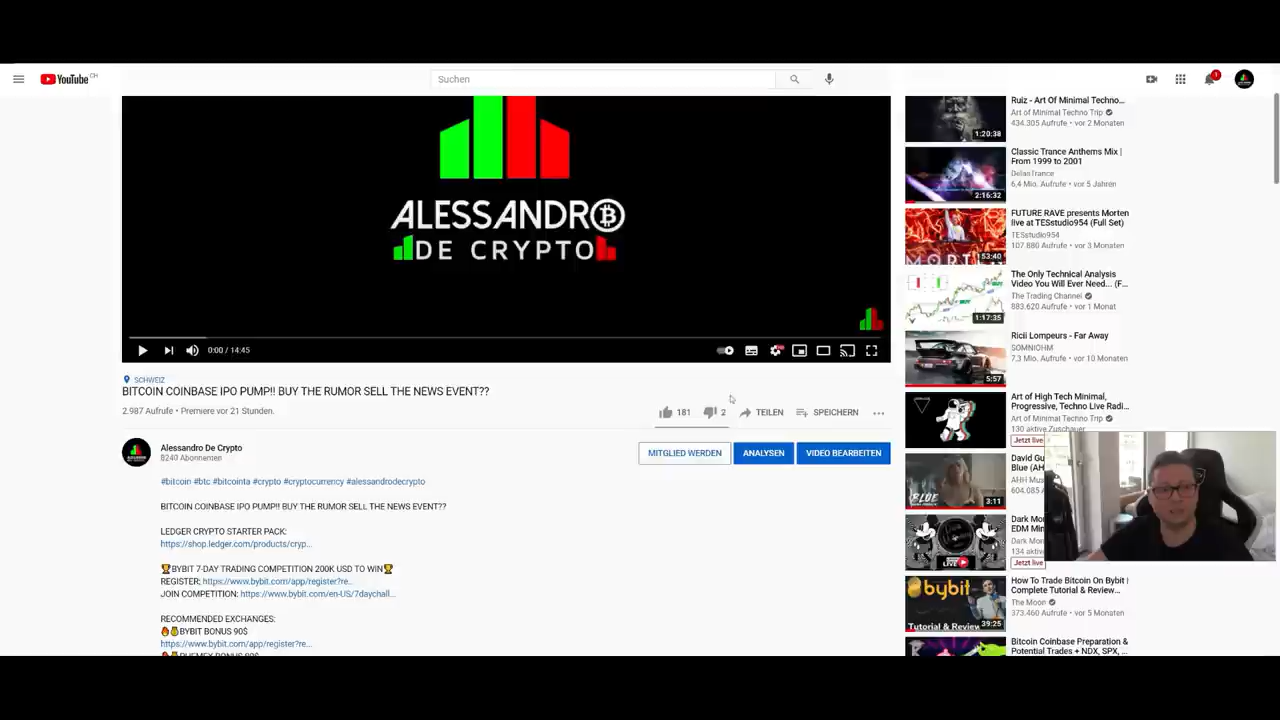 YouTube CH
Suchen
1
ALESSANDRO
DE CRYPTO
0:00 / 14:45
SCHWEIZ
BITCOIN COINBASE IPO PUMP!! BUY THE RUMOR SELL THE NEWS EVENT??
2.987 Aufrufe • Premiere vor 21 Stunden.
181
2
TEILEN
SPEICHERN
Alessandro De Crypto
8240 Abonnenten
MITGLIED WERDEN
ANALYSEN
VIDEO BEARBEITEN
#bitcoin #btc #bitcointa #crypto #cryptocurrency #alessandrodecrypto
BITCOIN COINBASE IPO PUMP!! BUY THE RUMOR SELL THE NEWS EVENT??
LEDGER CRYPTO STARTER PACK:
https://shop.ledger.com/products/cryp...
🏆BYBIT 7-DAY TRADING COMPETITION 200K USD TO WIN🏆
REGISTER: https://www.bybit.com/app/register?re...
JOIN COMPETITION: https://www.bybit.com/en-US/7daychall...
RECOMMENDED EXCHANGES:
🔥💰BYBIT BONUS 90$
https://www.bybit.com/app/register?re...
Ruiz - Art Of Minimal Techno...
Art of Minimal Techno Trip
434.305 Aufrufe • vor 2 Monaten
1:20:38
Classic Trance Anthems Mix |
From 1999 to 2001
DelaoTrance
6,4 Mio. Aufrufe • vor 5 Jahren
2:16:32
FUTURE RAVE presents Morten
live at TESstudio954 (Full Set)
TESstudio954
107.880 Aufrufe • vor 3 Monaten
53:40
The Only Technical Analysis
Video You Will Ever Need... (F...
The Trading Channel
883.620 Aufrufe • vor 1 Monat
1:17:35
Ricii Lompeurs - Far Away
SOMNIOHM
7,3 Mio. Aufrufe • vor 10 Monaten
5:57
Art of High Tech Minimal,
Progressive, Techno Live Radi...
Art of Minimal Techno Trip
130 aktive Zuschauer
Jetzt live
David Gu
Blue (AH
AHH Mus
604.085
BLUE
3:11
Dark Mo
EDM Mi
Dark Mo
134 aktiv
Jetzt live
LIVE
How To Trade Bitcoin On Bybit |
Complete Tutorial & Review...
The Moon
373.460 Aufrufe • vor 5 Monaten
bybit
Tutorial & Review
39:25
Bitcoin Coinbase Preparation &
Potential Trades + NDX, SPX, ...